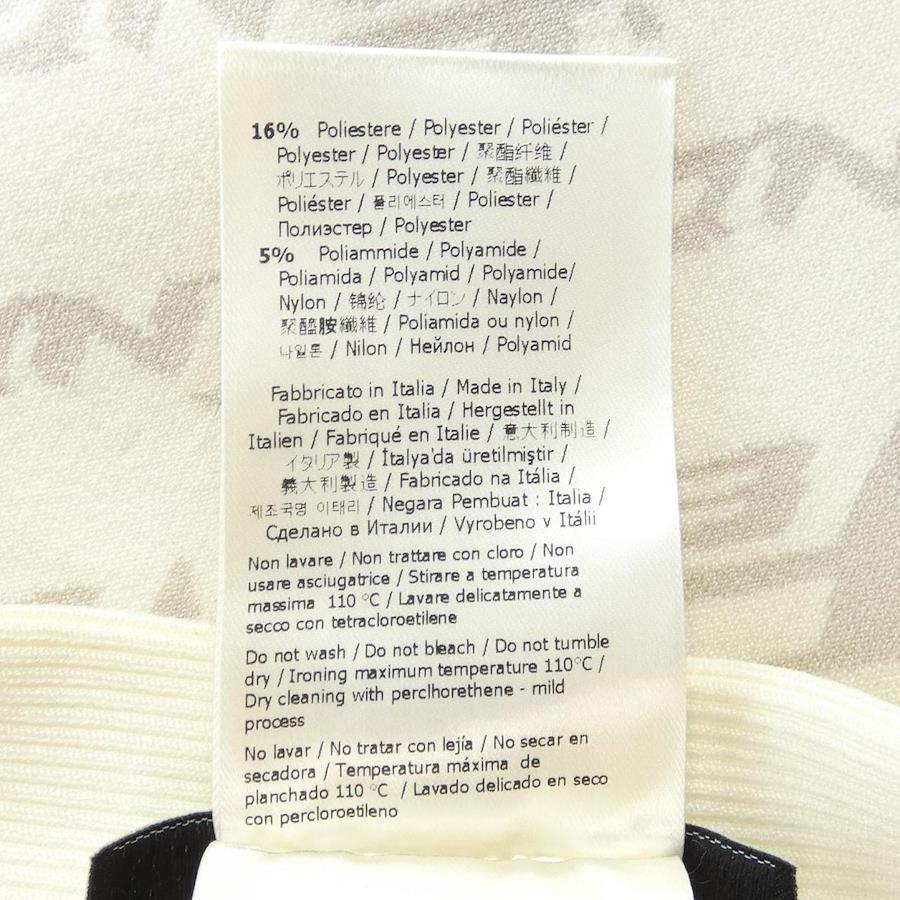 16% Poliestere / Polyester / Poliéster /
Polyester / Polyester / 聚酯纤维 /
ポリエステル / Polyester / 聚酯纖維 /
Poliéster / 폴리에스터 / Poliester /
Полиэстер / Polyester
5% Poliammide / Polyamide /
Poliamida / Polyamid / Polyamide/
Nylon / 锦纶 / ナイロン / Naylon /
聚醯胺纖維 / Poliamida ou nylon /
나일론 / Nilon / Нейлон / Polyamid
Fabbricato in Italia / Made in Italy /
Fabricado en Italia / Hergestellt in
Italien / Fabriqué en Italie / 意大利制造 /
イタリア製 / İtalya'da üretilmiştir /
義大利製造 / Fabricado na Itália /
제조국명 이태리 / Negara Pembuat : Italia /
Сделано в Италии / Vyrobeno v Itálii
Non lavare / Non trattare con cloro / Non
usare asciugatrice / Stirare a temperatura
massima 110 °C / Lavare delicatamente a
secco con tetracloroetilene
Do not wash / Do not bleach / Do not tumble
dry / Ironing maximum temperature 110°C /
Dry cleaning with perclhorethene - mild
process
No lavar / No tratar con lejía / No secar en
secadora / Temperatura máxima de
planchado 110 °C / Lavado delicado en seco
con percloroetileno